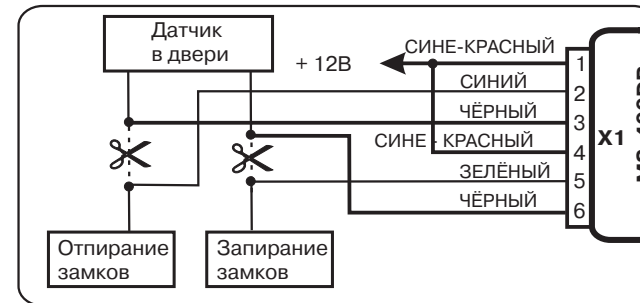 Датчик
в двери
+ 12В
СИНЕ-КРАСНЫЙ
1
СИНИЙ
2
ЧЁРНЫЙ
3
СИНЕ - КРАСНЫЙ
4
X1
ЗЕЛЁНЫЙ
5
ЧЁРНЫЙ
6
Отпирание
замков
Запирание
замков